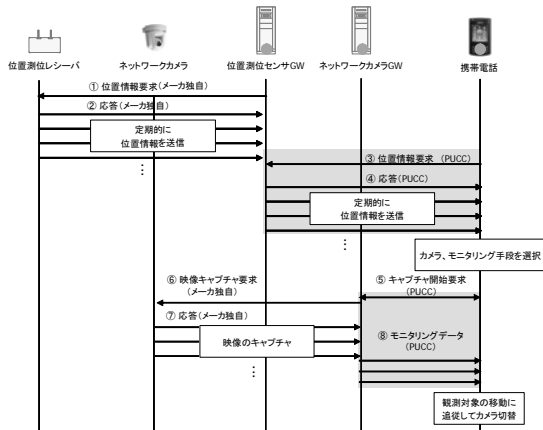 位置測位レシーバ
ネットワークカメラ
位置測位センサGW
ネットワークカメラGW
携帯電話
① 位置情報要求(メーカ独自)
② 応答(メーカ独自)
定期的に
位置情報を送信
⋮
③ 位置情報要求 (PUCC)
④ 応答(PUCC)
定期的に
位置情報を送信
⋮
カメラ、モニタリング手段を選択
⑤ キャプチャ開始要求
(PUCC)
⑥ 映像キャプチャ要求
(メーカ独自)
⑦ 応答(メーカ独自)
映像のキャプチャ
⋮
⑧ モニタリングデータ
(PUCC)
観測対象の移動に
追従してカメラ切替